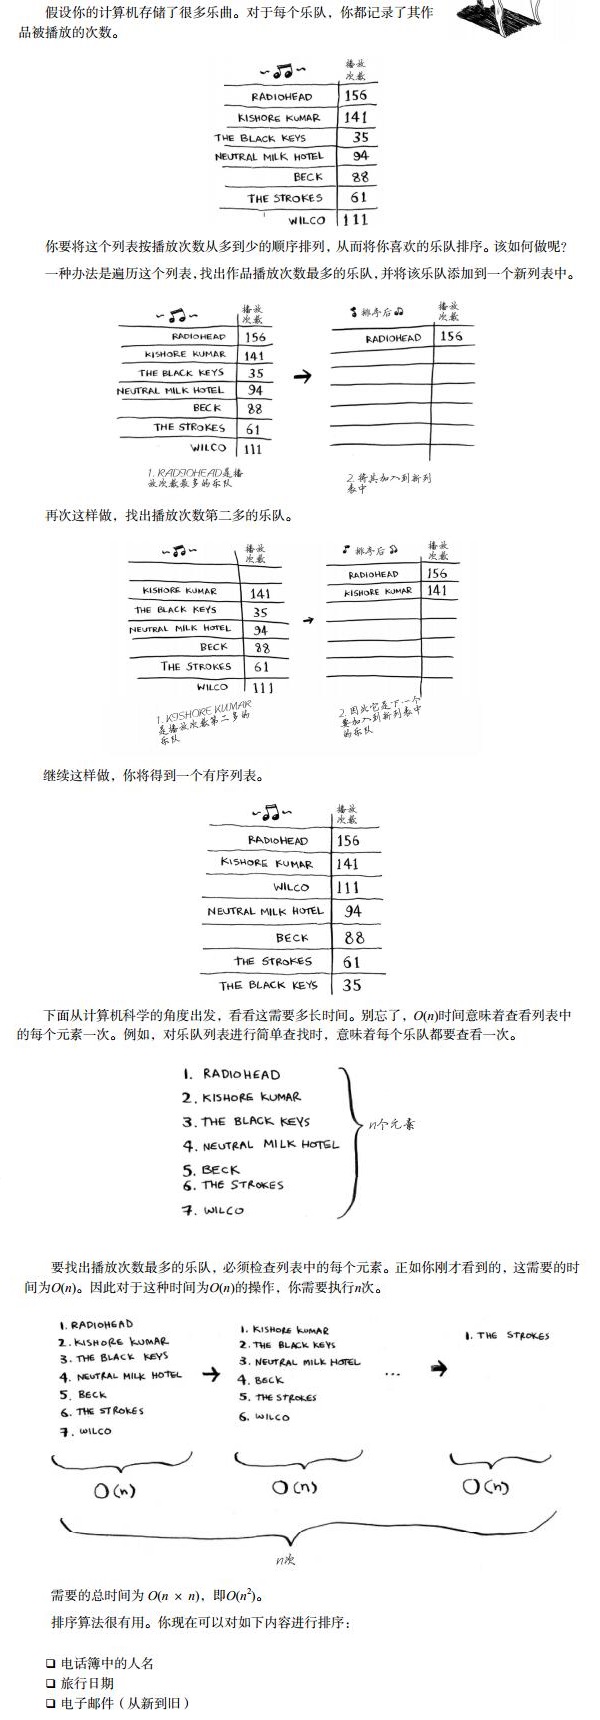 假设你的计算机存储了很多乐曲。对于每个乐队，你都记录了其作
品被播放的次数。
播放
次数
RADIOHEAD 156
KISHORE KUMAR 141
THE BLACK KEYS 35
NEUTRAL MILK HOTEL 94
BECK 88
THE STROKES 61
WILCO 111
你要将这个列表按播放次数从多到少的顺序排列，从而将你喜欢的乐队排序。该如何做呢？
一种办法是遍历这个列表，找出作品播放次数最多的乐队，并将该乐队添加到一个新列表中。
播放
次数
RADIOHEAD 156
KISHORE KUMAR 141
THE BLACK KEYS 35
NEUTRAL MILK HOTEL 94
BECK 88
THE STROKES 61
WILCO 111
1. RADIOHEAD是播
放次数最多的乐队
排序后
播放
次数
RADIOHEAD 156
2. 将其加入到新列
表中
再次这样做，找出播放次数第二多的乐队。
播放
次数
KISHORE KUMAR 141
THE BLACK KEYS 35
NEUTRAL MILK HOTEL 94
BECK 88
THE STROKES 61
WILCO 111
1. KISHORE KUMAR
是播放次数第二多的
乐队
排序后
播放
次数
RADIOHEAD 156
KISHORE KUMAR 141
2. 因此它是下一个
要加入到新列表中
的乐队
继续这样做，你将得到一个有序列表。
播放
次数
RADIOHEAD 156
KISHORE KUMAR 141
WILCO 111
NEUTRAL MILK HOTEL 94
BECK 88
THE STROKES 61
THE BLACK KEYS 35
下面从计算机科学的角度出发，看看这需要多长时间。别忘了，O(n)时间意味着查看列表中
的每个元素一次。例如，对乐队列表进行简单查找时，意味着每个乐队都要查看一次。
1. RADIOHEAD
2. KISHORE KUMAR
3. THE BLACK KEYS
4. NEUTRAL MILK HOTEL
5. BECK
6. THE STROKES
7. WILCO
n个元素
要找出播放次数最多的乐队，必须检查列表中的每个元素。正如你刚才看到的，这需要的时
间为O(n)。因此对于这种时间为O(n)的操作，你需要执行n次。
1. RADIOHEAD
2. KISHORE KUMAR
3. THE BLACK KEYS
4. NEUTRAL MILK HOTEL
5. BECK
6. THE STROKES
7. WILCO
O(n)
1. KISHORE KUMAR
2. THE BLACK KEYS
3. NEUTRAL MILK HOTEL
4. BECK
5. THE STROKES
6. WILCO
O(n)
...
1. THE STROKES
O(n)
n次
需要的总时间为 O(n × n)，即O(n²)。
排序算法很有用。你现在可以对如下内容进行排序：
❑ 电话簿中的人名
❑ 旅行日期
❑ 电子邮件（从新到旧）